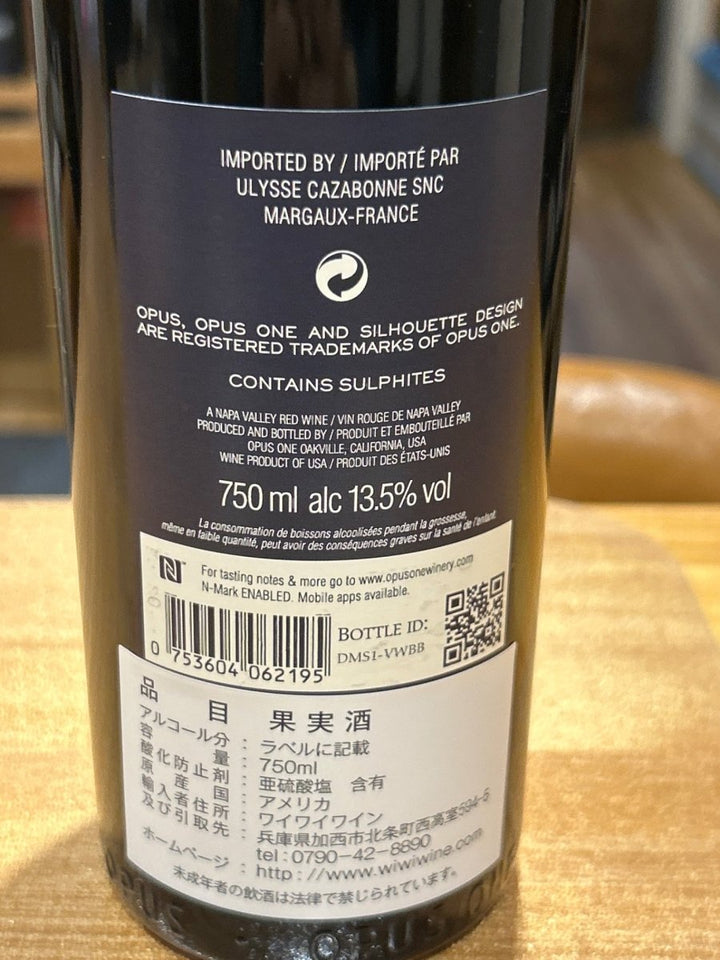 IMPORTED BY / IMPORTÉ PAR
ULYSSE CAZABONNE SNC
MARGAUX-FRANCE
OPUS, OPUS ONE AND SILHOUETTE DESIGN
ARE REGISTERED TRADEMARKS OF OPUS ONE.
CONTAINS SULPHITES
A NAPA VALLEY RED WINE / VIN ROUGE DE NAPA VALLEY
PRODUCED AND BOTTLED BY / PRODUIT ET EMBOUTEILLÉ PAR
OPUS ONE OAKVILLE, CALIFORNIA, USA
WINE PRODUCT OF USA / PRODUIT DES ÉTATS-UNIS
750 ml alc 13.5% vol
La consommation de boissons alcoolisées pendant la grossesse,
même en faible quantité, peut avoir des conséquences graves sur la santé de l'enfant.
N
For tasting notes & more go to www.opusonewinery.com
N-Mark ENABLED. Mobile apps available.
BOTTLE ID:
DMS1-VWBB
0 753604 062195
品目 果実酒
アルコール分 : ラベルに記載
容量 : 750ml
酸化防止剤 : 亜硫酸塩 含有
原産国 : アメリカ
輸入者住所 : ワイワイワイン
及び引取先 : 兵庫県加西市北条町西高室594-5
tel:0790-42-8890
ホームページ : http://www.wiwiwine.com
未成年者の飲酒は法律で禁じられています。
OPUS OPUS